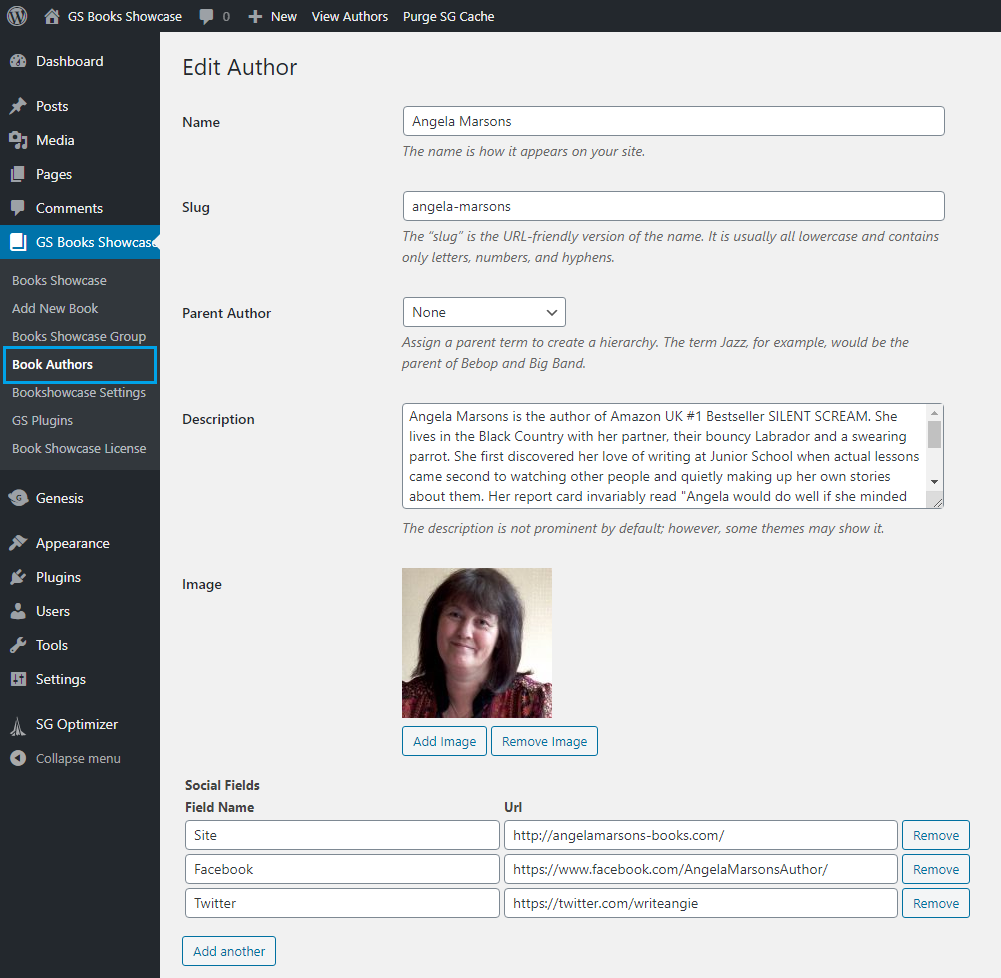 GS Books Showcase 0 New View Authors Purge SG Cache
Dashboard
Posts
Media
Pages
Comments
GS Books Showcase
Books Showcase
Add New Book
Books Showcase Group
Book Authors
Bookshowcase Settings
GS Plugins
Book Showcase License
Genesis
Appearance
Plugins
Users
Tools
Settings
SG Optimizer
Collapse menu
Edit Author
Name
Angela Marsons
The name is how it appears on your site.
Slug
angela-marsons
The “slug” is the URL-friendly version of the name. It is usually all lowercase and contains
only letters, numbers, and hyphens.
Parent Author
None
Assign a parent term to create a hierarchy. The term Jazz, for example, would be the
parent of Bebop and Big Band.
Description
Angela Marsons is the author of Amazon UK #1 Bestseller SILENT SCREAM. She
lives in the Black Country with her partner, their bouncy Labrador and a swearing
parrot. She first discovered her love of writing at Junior School when actual lessons
came second to watching other people and quietly making up her own stories
about them. Her report card invariably read "Angela would do well if she minded
The description is not prominent by default; however, some themes may show it.
Image
Add Image Remove Image
Social Fields
Field Name Url
Site http://angelamarsons-books.com/ Remove
Facebook https://www.facebook.com/AngelaMarsonsAuthor/ Remove
Twitter https://twitter.com/writeangie Remove
Add another